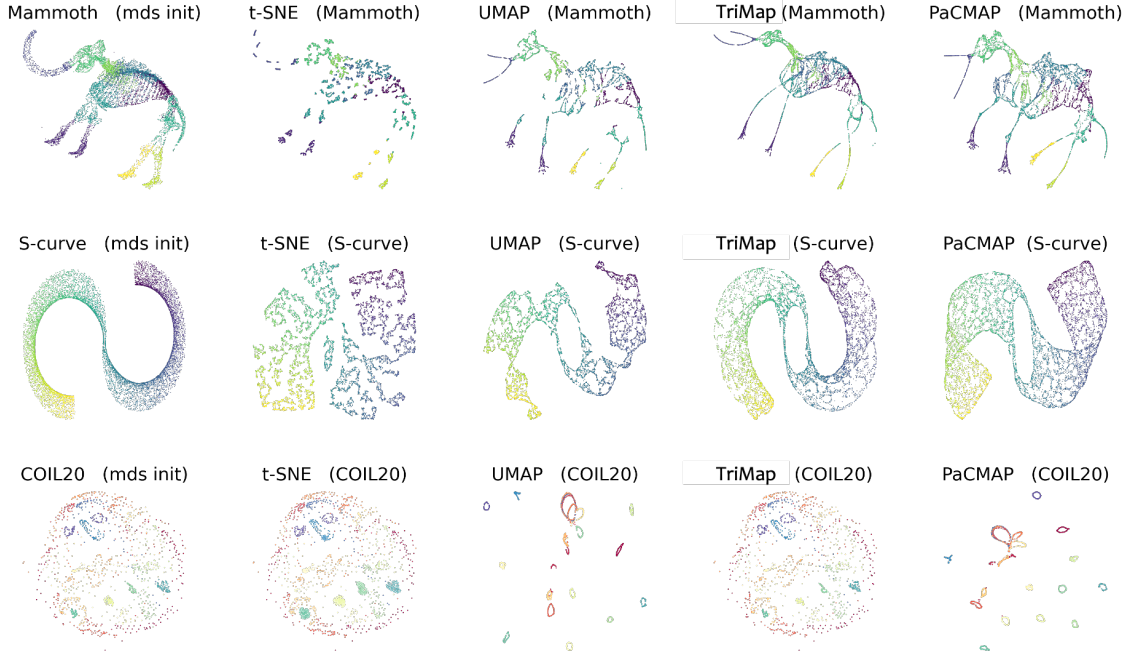 Mammoth (mds init)
t-SNE (Mammoth)
UMAP (Mammoth)
TriMap (Mammoth)
PaCMAP (Mammoth)
S-curve (mds init)
t-SNE (S-curve)
UMAP (S-curve)
TriMap (S-curve)
PaCMAP (S-curve)
COIL20 (mds init)
t-SNE (COIL20)
UMAP (COIL20)
TriMap (COIL20)
PaCMAP (COIL20)